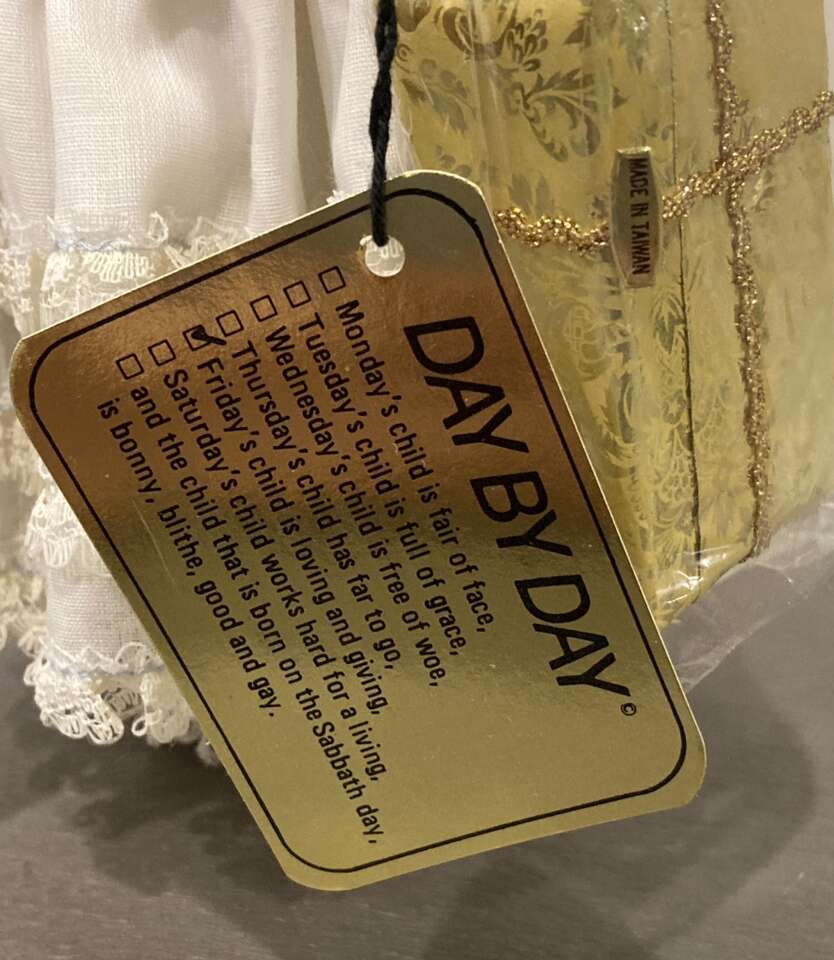 DAY BY DAY ©
Monday's child is fair of face,
Tuesday's child is full of grace,
Wednesday's child is free of woe,
Thursday's child has far to go,
Friday's child is loving and giving,
Saturday's child works hard for a living,
and the child that is born on the Sabbath day,
is bonny, blithe, good and gay.
MADE IN TAIWAN